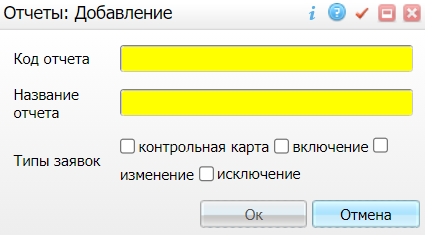 Отчеты: Добавление
Код отчета
Название
отчета
Типы заявок
контрольная карта включение
изменение исключение
Ок Отмена